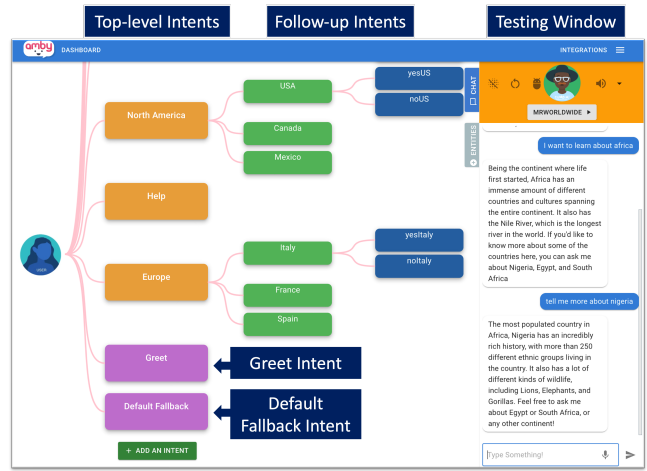 Top-level Intents
Follow-up Intents
Testing Window
amby
DASHBOARD
INTEGRATIONS
North America
USA
yesUS
noUS
Canada
Mexico
Help
Europe
Italy
yesItaly
noItaly
France
Spain
Greet
Greet Intent
Default Fallback
Default
Fallback Intent
+ ADD AN INTENT
CHAT
ENTITIES
MRWORLDWIDE
I want to learn about africa
Being the continent where life
first started, Africa has an
immense amount of different
countries and cultures spanning
the entire continent. It also has
the Nile River, which is the longest
river in the world. If you'd like to
know more about some of the
countries here, you can ask me
about Nigeria, Egypt, and South
Africa
tell me more about nigeria
The most populated country in
Africa, Nigeria has an incredibly
rich history, with more than 250
different ethnic groups living in
the country. It also has a lot of
different kinds of wildlife,
including Lions, Elephants, and
Gorillas. Feel free to ask me
about Egypt or South Africa, or
any other continent!
Type Something!